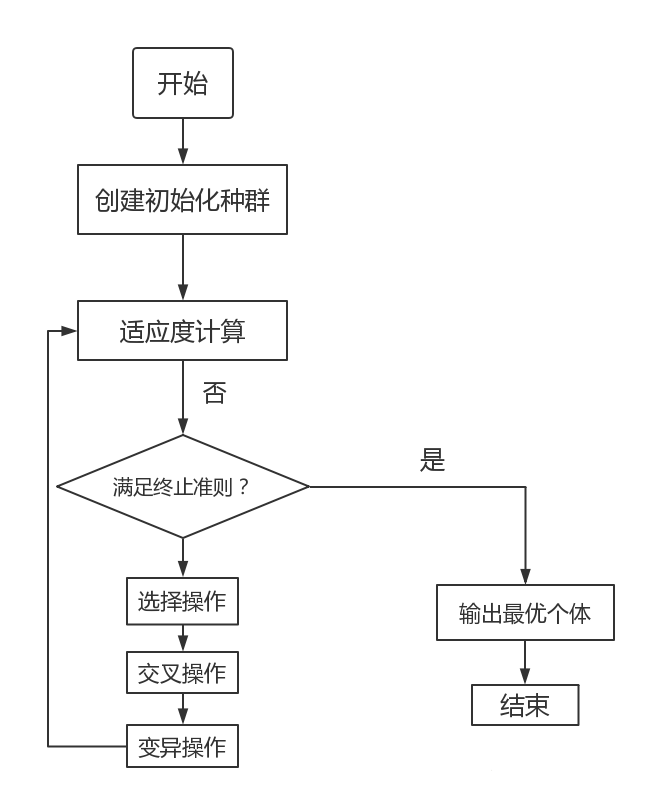 开始
创建初始化种群
适应度计算
否
是
满足终止准则？
选择操作
输出最优个体
交叉操作
结束
变异操作